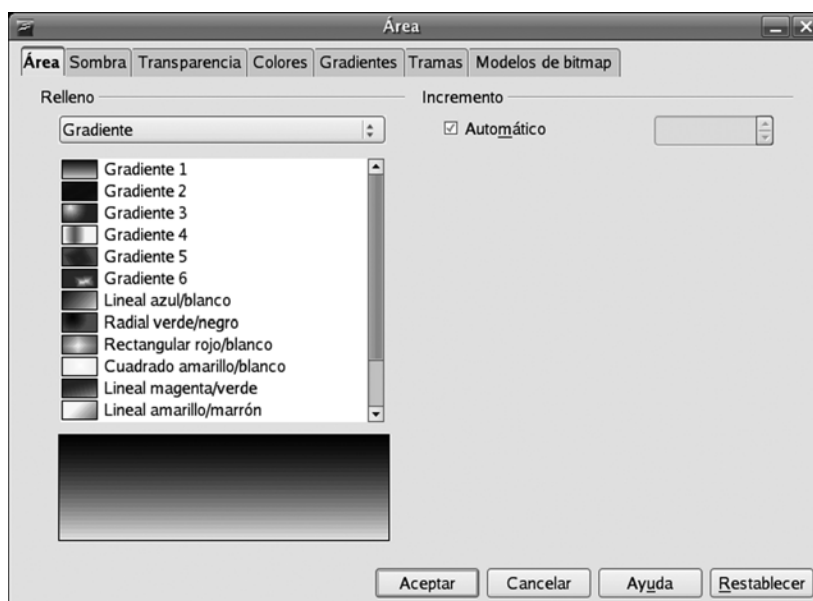 Área
Área Sombra Transparencia Colores Gradientes Tramas Modelos de bitmap
Relleno
Gradiente
Gradiente 1
Gradiente 2
Gradiente 3
Gradiente 4
Gradiente 5
Gradiente 6
Lineal azul/blanco
Radial verde/negro
Rectangular rojo/blanco
Cuadrado amarillo/blanco
Lineal magenta/verde
Lineal amarillo/marrón
Incremento
Automático
Aceptar Cancelar Ayuda Restablecer